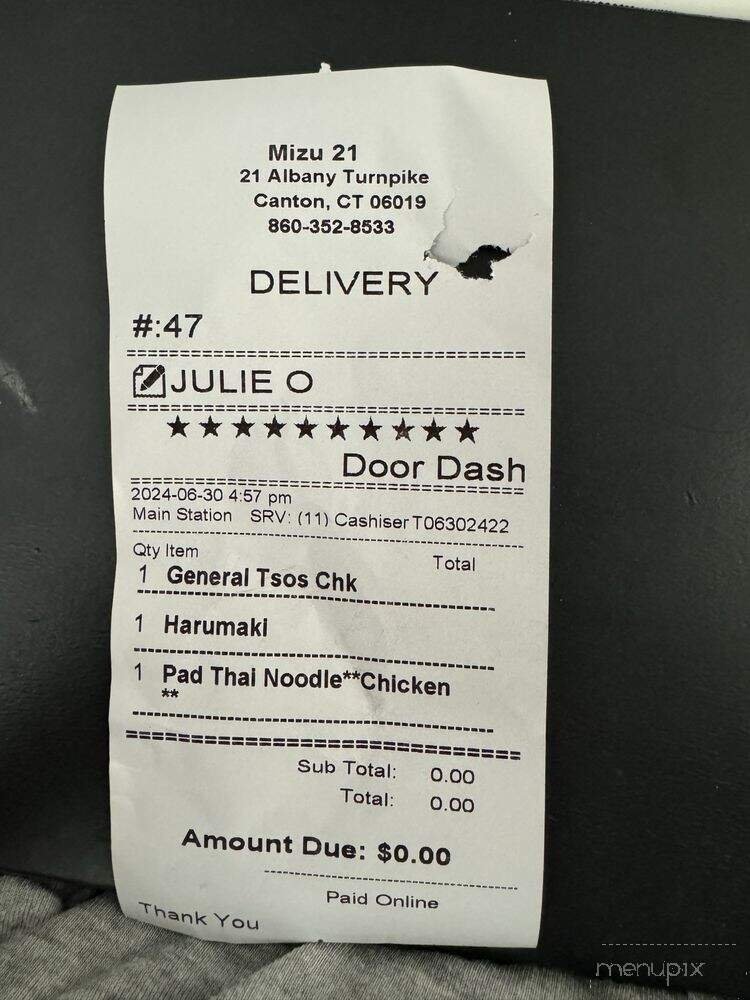 Mizu 21
21 Albany Turnpike
Canton, CT 06019
860-352-8533
DELIVERY
#:47
JULIE O
★★★★★★★★★★
Door Dash
2024-06-30 4:57 pm
Main Station SRV: (11) Cashiser T06302422
Qty Item Total
1 General Tsos Chk
1 Harumaki
1 Pad Thai Noodle**Chicken
**
Sub Total: 0.00
Total: 0.00
Amount Due: $0.00
Paid Online
Thank You
menupix